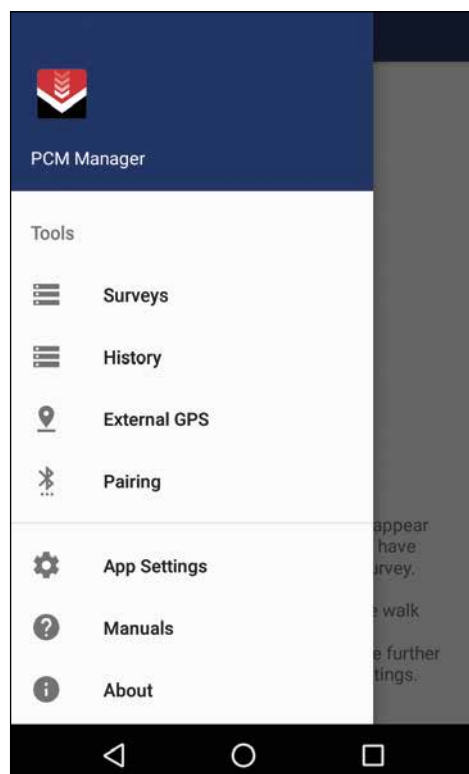 PCM Manager
Tools
Surveys
History
External GPS
Pairing
appear
have
App Settings
urvey.
walk
Manuals
further
tings.
About